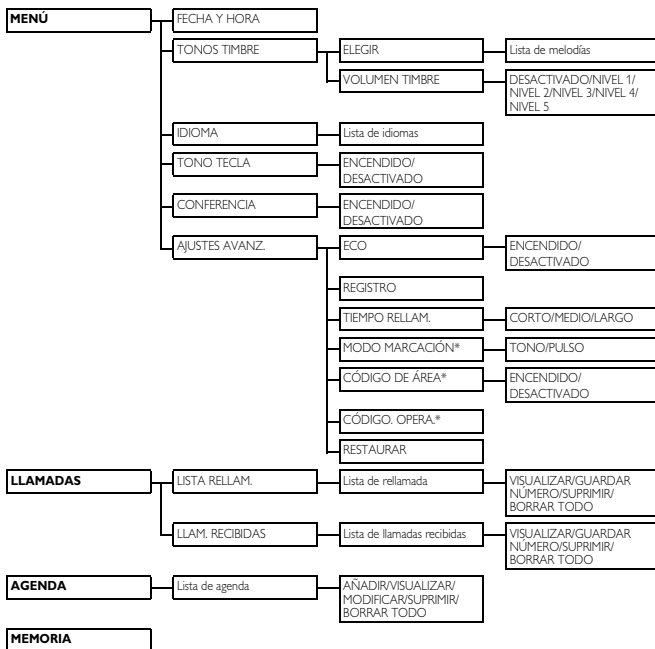 MENÚ
FECHA Y HORA
TONOS TIMBRE
ELEGIR
Lista de melodías
VOLUMEN TIMBRE
DESACTIVADO/NIVEL 1/
NIVEL 2/NIVEL 3/NIVEL 4/
NIVEL 5
IDIOMA
Lista de idiomas
TONO TECLA
ENCENDIDO/
DESACTIVADO
CONFERENCIA
ENCENDIDO/
DESACTIVADO
AJUSTES AVANZ.
ECO
ENCENDIDO/
DESACTIVADO
REGISTRO
TIEMPO RELLAM.
CORTO/MEDIO/LARGO
MODO MARCACIÓN*
TONO/PULSO
CÓDIGO DE ÁREA*
ENCENDIDO/
DESACTIVADO
CÓDIGO. OPERA.*
RESTAURAR
LLAMADAS
LISTA RELLAM.
Lista de rellamada
VISUALIZAR/GUARDAR
NÚMERO/SUPRIMIR/
BORRAR TODO
LLAM. RECIBIDAS
Lista de llamadas recibidas
VISUALIZAR/GUARDAR
NÚMERO/SUPRIMIR/
BORRAR TODO
AGENDA
Lista de agenda
AÑADIR/VISUALIZAR/
MODIFICAR/SUPRIMIR/
BORRAR TODO
MEMORIA